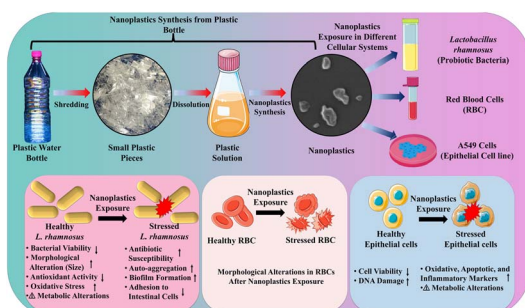 Nanoplastics Synthesis from Plastic
Bottle
Nanoplastics
Exposure in Different
Cellular Systems
Lactobacillus
rhamnosus
(Probiotic Bacteria)
Shredding
Dissolution
Nanoplastics
Synthesis
Red Blood Cells
(RBC)
Plastic Water
Bottle
Small Plastic
Pieces
Plastic
Solution
Nanoplastics
A549 Cells
(Epithelial Cell line)
Nanoplastics
Exposure
Healthy
L. rhamnosus
Stressed
L. rhamnosus
• Bacterial Viability ↓
• Morphological
Alteration (Size) ↑
• Antioxidant Activity ↓
• Oxidative Stress ↑
• ⚠ Metabolic Alterations
• Antibiotic
Susceptibility ↑
• Auto-aggregation ↑
• Biofilm Formation ↑
• Adhesion to
Intestinal Cells ↓
Nanoplastics
Exposure
Healthy RBC
Stressed RBC
Morphological Alterations in RBCs
After Nanoplastics Exposure
Nanoplastics
Exposure
Healthy
Epithelial cells
Stressed
Epithelial cells
• Cell Viability ↓
• DNA Damage ↑
• Oxidative, Apoptotic, and
Inflammatory Markers ↑
• ⚠ Metabolic Alterations